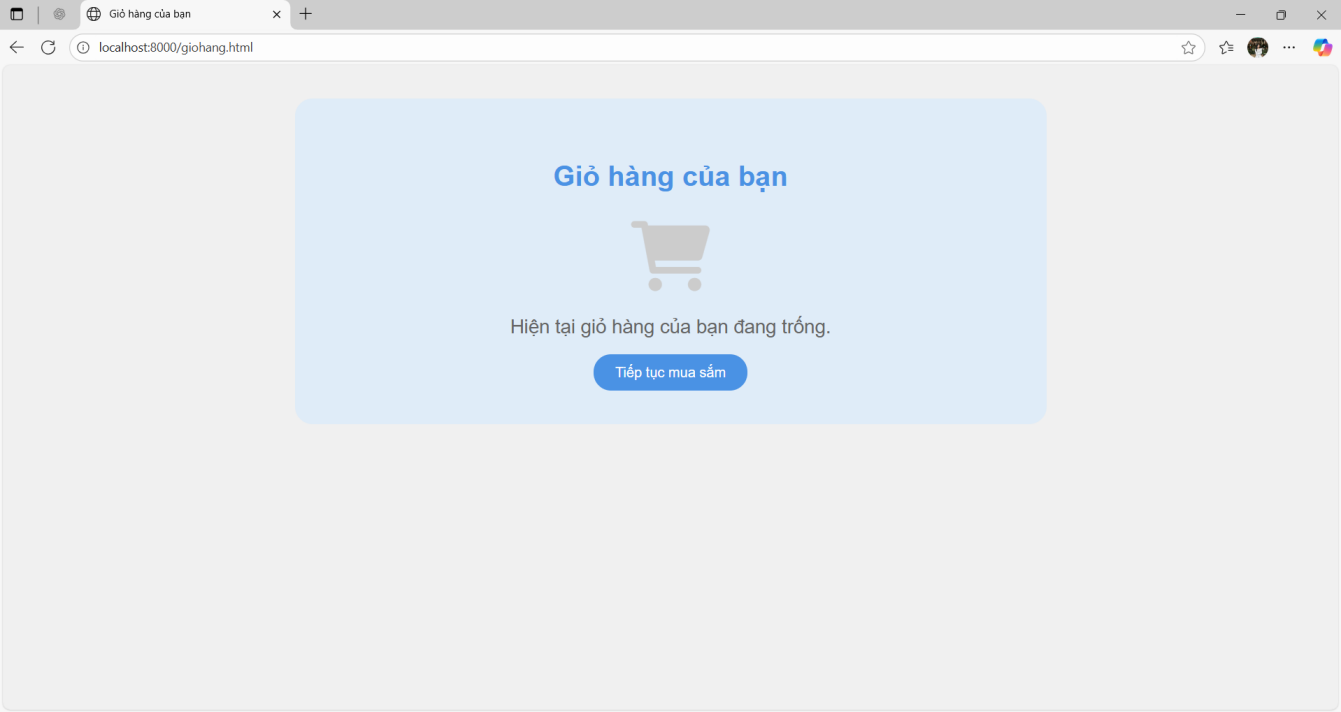 Giỏ hàng của bạn
localhost:8000/giohang.html
Giỏ hàng của bạn
Hiện tại giỏ hàng của bạn đang trống.
Tiếp tục mua sắm